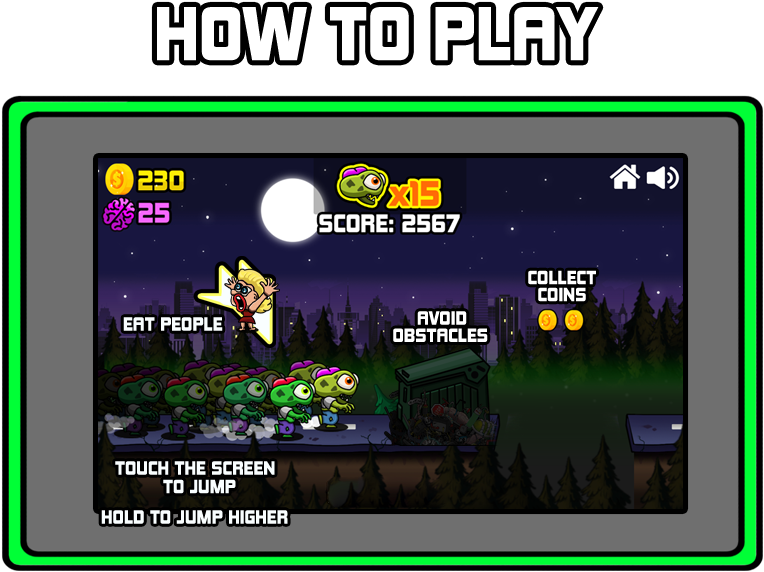 HOW TO PLAY
230
x15
25
SCORE: 2567
COLLECT
COINS
EAT PEOPLE
AVOID
OBSTACLES
TOUCH THE SCREEN
TO JUMP
HOLD TO JUMP HIGHER